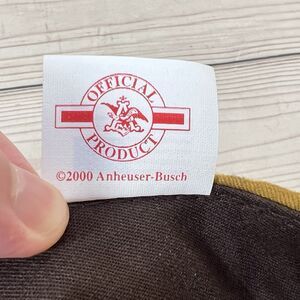 OFFICIAL
PRODUCT
©2000 Anheuser-Busch